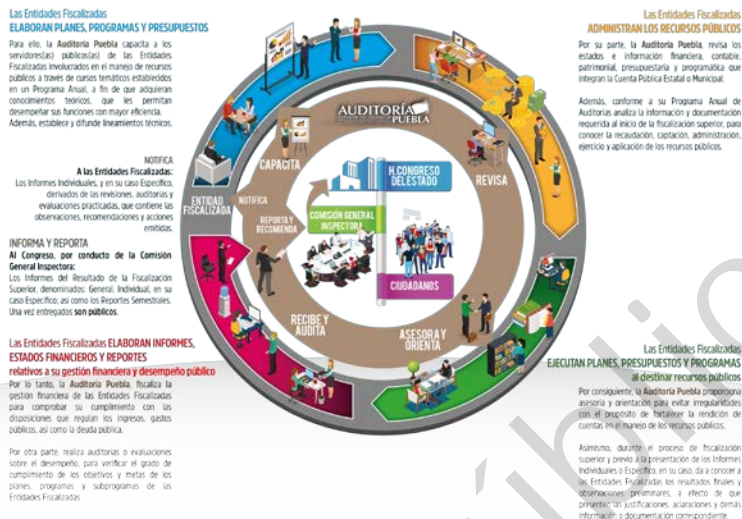 Las Entidades Fiscalizadas
ELABORAN PLANES, PROGRAMAS Y PRESUPUESTOS
Para ello, la Auditoría Puebla capacita a los
servidores(as) públicos(as) de las Entidades
Fiscalizadas involucrados en el manejo de recursos
públicos a través de cursos temáticos establecidos
en un Programa Anual, a fin de que adquieran
conocimientos teóricos, que les permitan
desempeñar sus funciones con mayor eficiencia.
Además, establece y difunde lineamientos técnicos.
NOTIFICA
A las Entidades Fiscalizadas:
Los Informes Individuales, y en su caso Específico,
derivados de las revisiones, auditorías y
evaluaciones practicadas, que contiene las
observaciones, recomendaciones y acciones
emitidas.
INFORMA Y REPORTA
Al Congreso, por conducto de la Comisión
General Inspectora:
Los Informes del Resultado de la Fiscalización
Superior, denominados: General, Individual, en su
caso Específico; así como los Reportes Semestrales.
Una vez entregados son públicos.
Las Entidades Fiscalizadas ELABORAN INFORMES,
ESTADOS FINANCIEROS Y REPORTES
relativos a su gestión financiera y desempeño público
Por lo tanto, la Auditoría Puebla, fiscaliza la
gestión financiera de las Entidades Fiscalizadas
para comprobar su cumplimiento con las
disposiciones que regulan los ingresos, gastos
públicos, así como la deuda pública.
Por otra parte, realiza auditorías o evaluaciones
sobre el desempeño, para verificar el grado de
cumplimiento de los objetivos y metas de los
planes, programas y subprogramas de las
Entidades Fiscalizadas.
AUDITORÍA
PUEBLA
CAPACITA
REVISA
H.CONGRESO
DEL ESTADO
ENTIDAD
FISCALIZADA
NOTIFICA
REPORTA Y
RECOMIENDA
COMISIÓN GENERAL
INSPECTORA
CIUDADANOS
RECIBE Y
AUDITA
ASESORA Y
ORIENTA
Las Entidades Fiscalizadas
ADMINISTRAN LOS RECURSOS PÚBLICOS
Por su parte, la Auditoría Puebla, revisa los
estados e información financiera, contable,
patrimonial, presupuestaria y programática que
integran la Cuenta Pública Estatal o Municipal.
Además, conforme a su Programa Anual de
Auditorías analiza la información y documentación
requerida al inicio de la fiscalización superior, para
conocer la recaudación, captación, administración,
ejercicio y aplicación de los recursos públicos.
Las Entidades Fiscalizadas
EJECUTAN PLANES, PRESUPUESTOS Y PROGRAMAS
al destinar recursos públicos
Por consiguiente, la Auditoría Puebla proporciona
asesoría y orientación para evitar irregularidades
con el propósito de fortalecer la rendición de
cuentas en el manejo de los recursos públicos.
Asimismo, durante el proceso de fiscalización
superior y previo a la presentación de los Informes
Individuales o Específico, en su caso, da a conocer a
las Entidades Fiscalizadas los resultados finales y
observaciones preliminares, a efecto de que
presenten las justificaciones, aclaraciones y demás
información o documentación correspondiente.